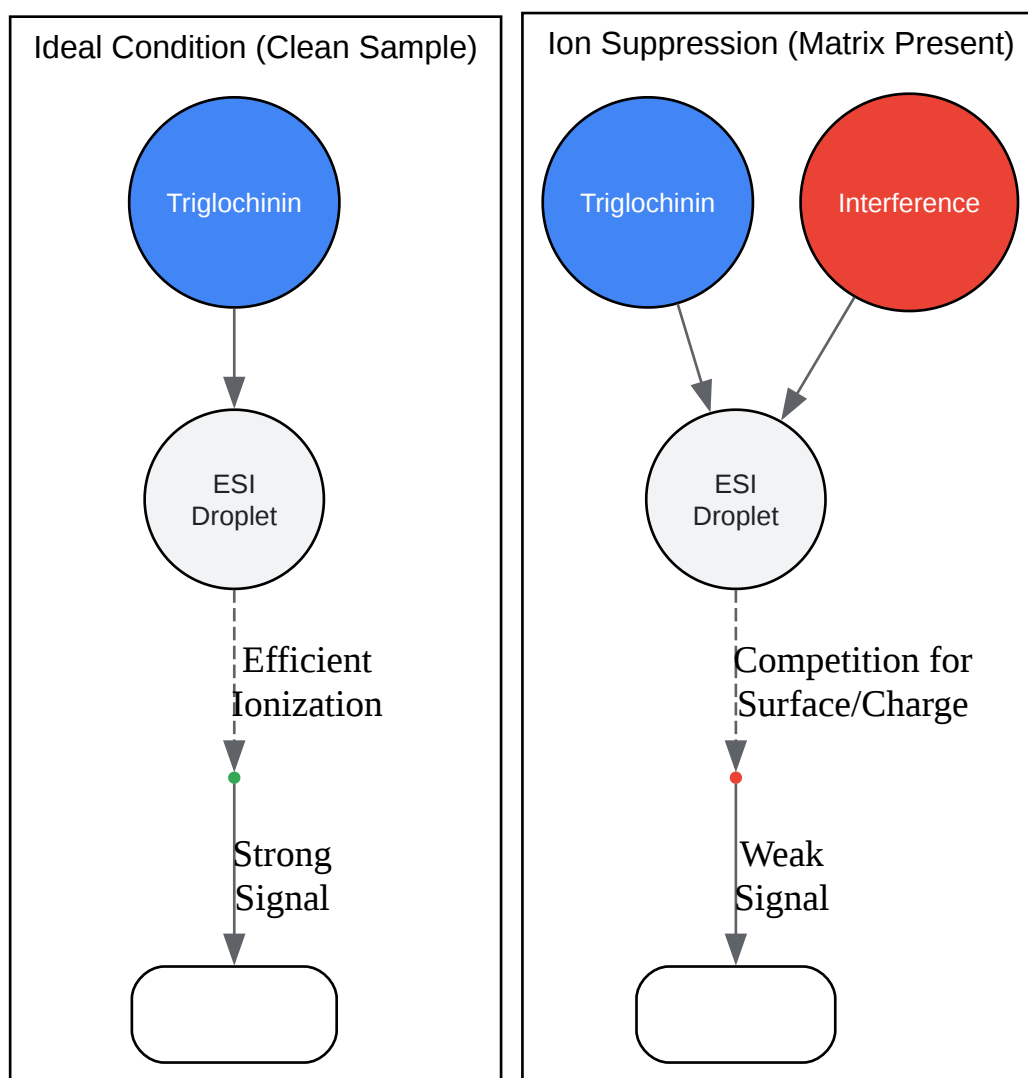 Ideal Condition (Clean Sample)
Triglochinin
ESI
Droplet
Efficient
Ionization
Strong
Signal
Ion Suppression (Matrix Present)
Triglochinin
Interference
ESI
Droplet
Competition for
Surface/Charge
Weak
Signal